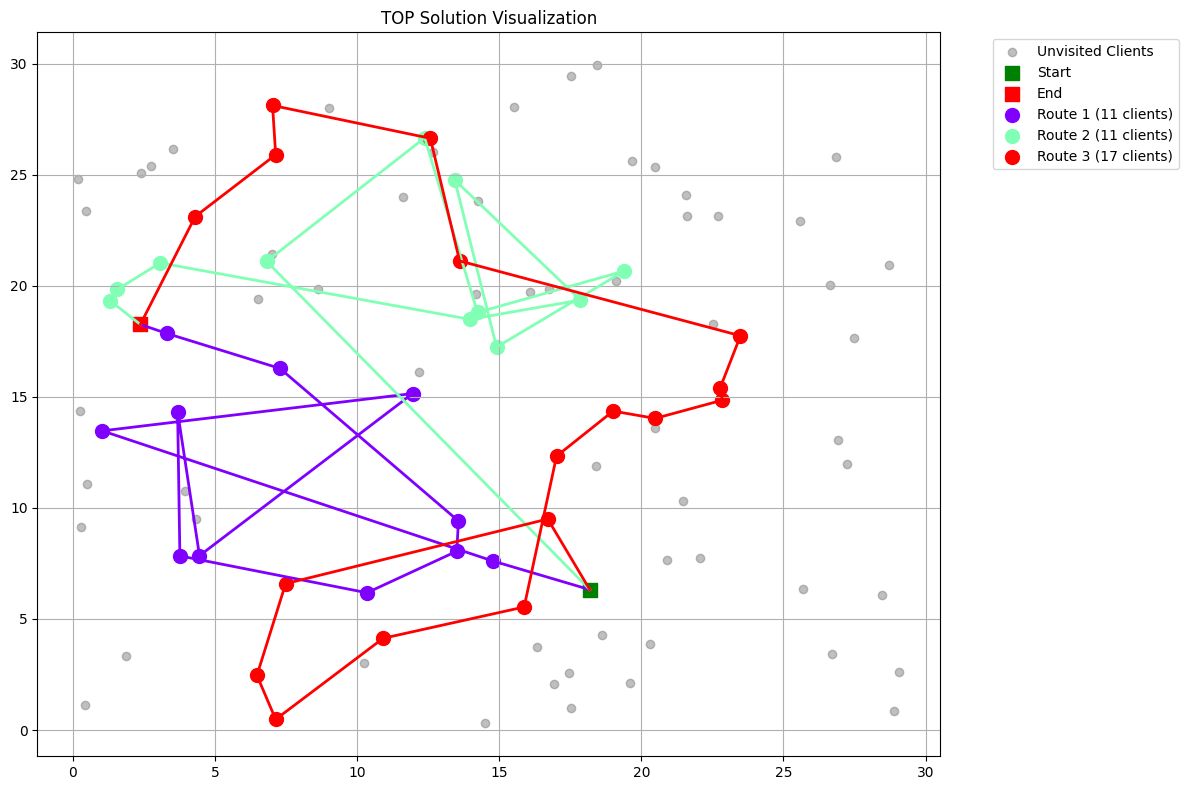 TOP Solution Visualization
30
25
20
15
10
5
0
0 5 10 15 20 25 30
Unvisited Clients
Start
End
Route 1 (11 clients)
Route 2 (11 clients)
Route 3 (17 clients)